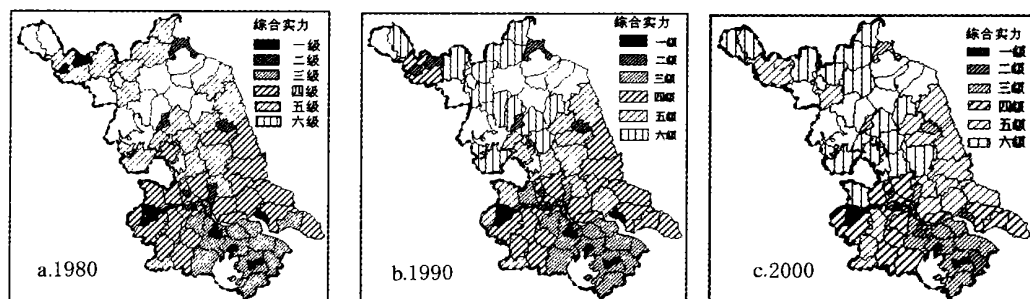 综合实力
一级
二级
三级
四级
五级
六级
a.1980
综合实力
一级
二级
三级
四级
五级
六级
b.1990
综合实力
一级
二级
三级
四级
五级
六级
c.2000